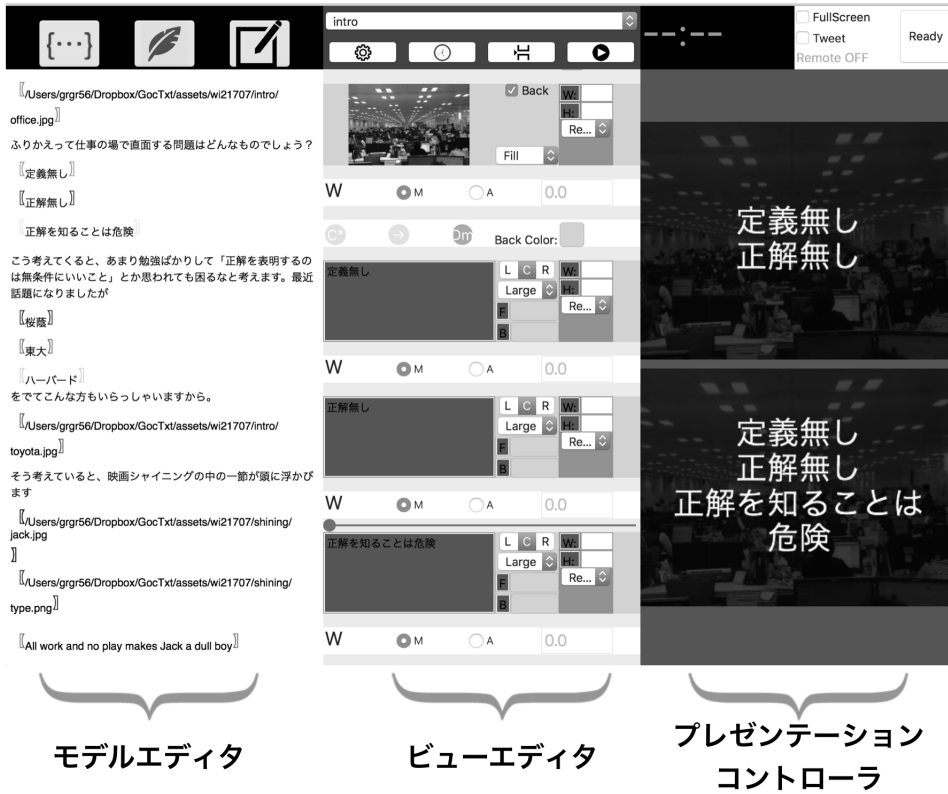 {···}
〚/Users/grgr56/Dropbox/GocTxt/assets/wi21707/intro/
office.jpg〛
ふりかえって仕事の場で直面する問題はどんなものでしょう？
〚定義無し〛
〚正解無し〛
〚正解を知ることは危険〛
こう考えてくると、あまり勉強ばかりして「正解を表明するの
は無条件にいいこと」とか思われても困るなと考えます。最近
話題になりましたが
〚桜蔭〛
〚東大〛
〚ハーバード〛
をでてこんな方もいらっしゃいますから。
〚/Users/grgr56/Dropbox/GocTxt/assets/wi21707/intro/
toyota.jpg〛
そう考えていると、映画シャイニングの中の一節が頭に浮かび
ます
〚/Users/grgr56/Dropbox/GocTxt/assets/wi21707/shining/
jack.jpg
〛
〚/Users/grgr56/Dropbox/GocTxt/assets/wi21707/shining/
type.png〛
〚All work and no play makes Jack a dull boy〛
モデルエディタ
intro
Back
W:
H:
Re...
Fill
W M A 0.0
C* → Dm Back Color:
定義無し
L C R W:
Large H:
Re...
F
B
W M A 0.0
正解無し
L C R W:
Large H:
Re...
F
B
W M A 0.0
正解を知ることは危険
L C R W:
Large H:
Re...
F
B
W M A 0.0
ビューエディタ
--:--
FullScreen
Tweet
Remote OFF
Ready
定義無し
正解無し
定義無し
正解無し
正解を知ることは
危険
プレゼンテーション
コントローラ